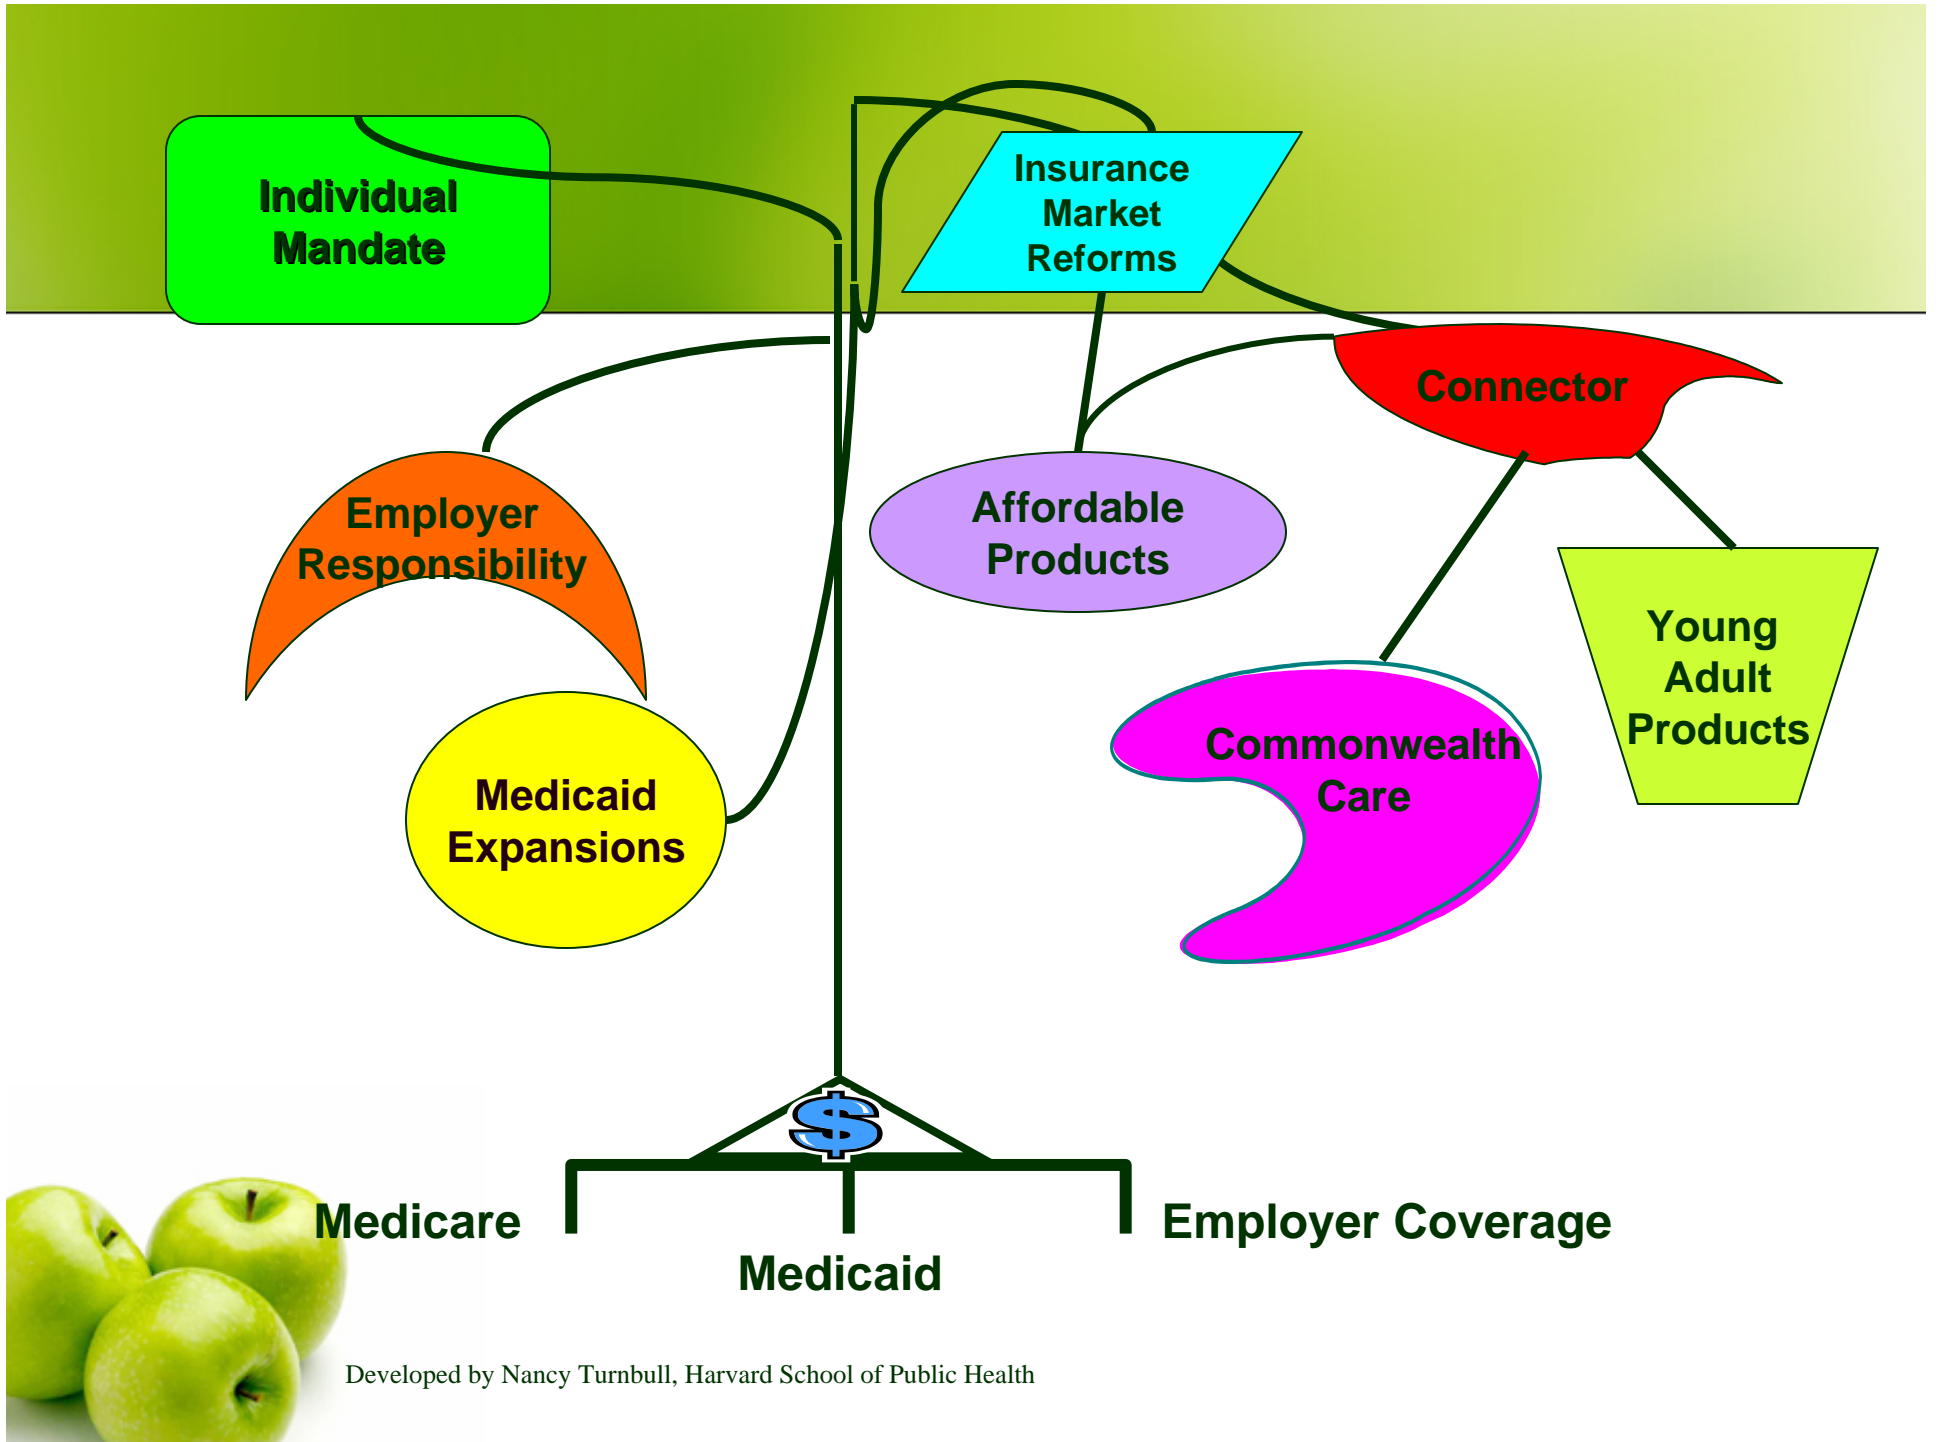 Individual
Mandate
Insurance
Market
Reforms
Connector
Employer
Responsibility
Affordable
Products
Young
Adult
Products
Medicaid
Expansions
Commonwealth
Care
$
Medicare
Medicaid
Employer Coverage
Developed by Nancy Turnbull, Harvard School of Public Health